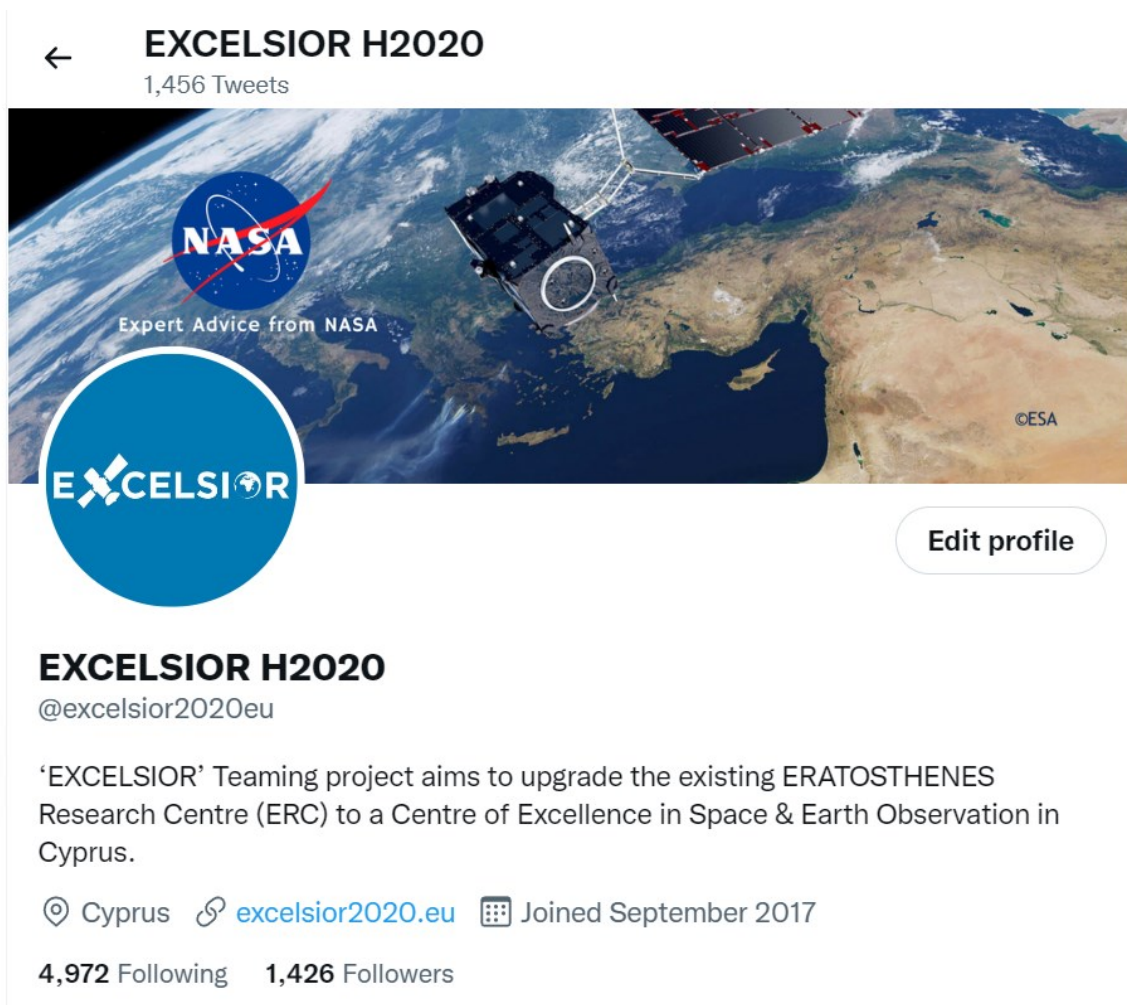 EXCELSIOR H2020
1,456 Tweets
NASA
Expert Advice from NASA
©ESA
EXCELSIOR
Edit profile
EXCELSIOR H2020
@excelsior2020eu
‘EXCELSIOR’ Teaming project aims to upgrade the existing ERATOSTHENES
Research Centre (ERC) to a Centre of Excellence in Space & Earth Observation in
Cyprus.
Cyprus excelsior2020.eu Joined September 2017
4,972 Following 1,426 Followers